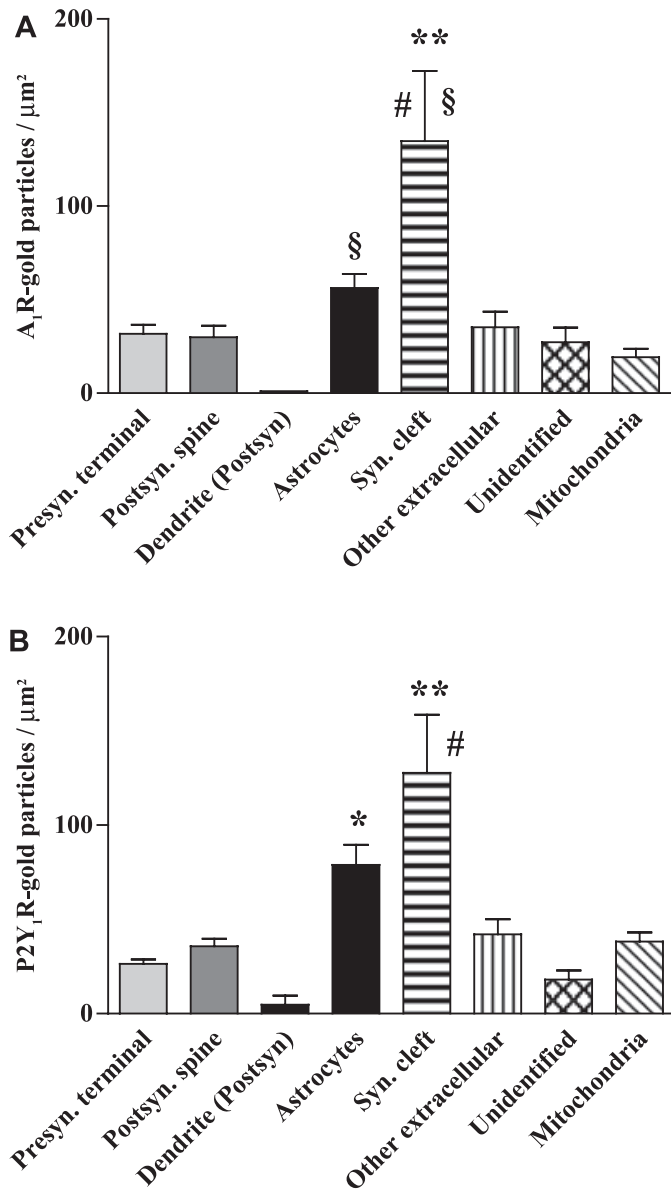 A
200
100
0
A₁R-gold particles / μm²
**
#
§
§
Presyn. terminal
Postsyn. spine
Dendrite (Postsyn)
Astrocytes
Syn. cleft
Other extracellular
Unidentified
Mitochondria
B
200
100
0
P2Y₁R-gold particles / μm²
**
#
*
Presyn. terminal
Postsyn. spine
Dendrite (Postsyn)
Astrocytes
Syn. cleft
Other extracellular
Unidentified
Mitochondria